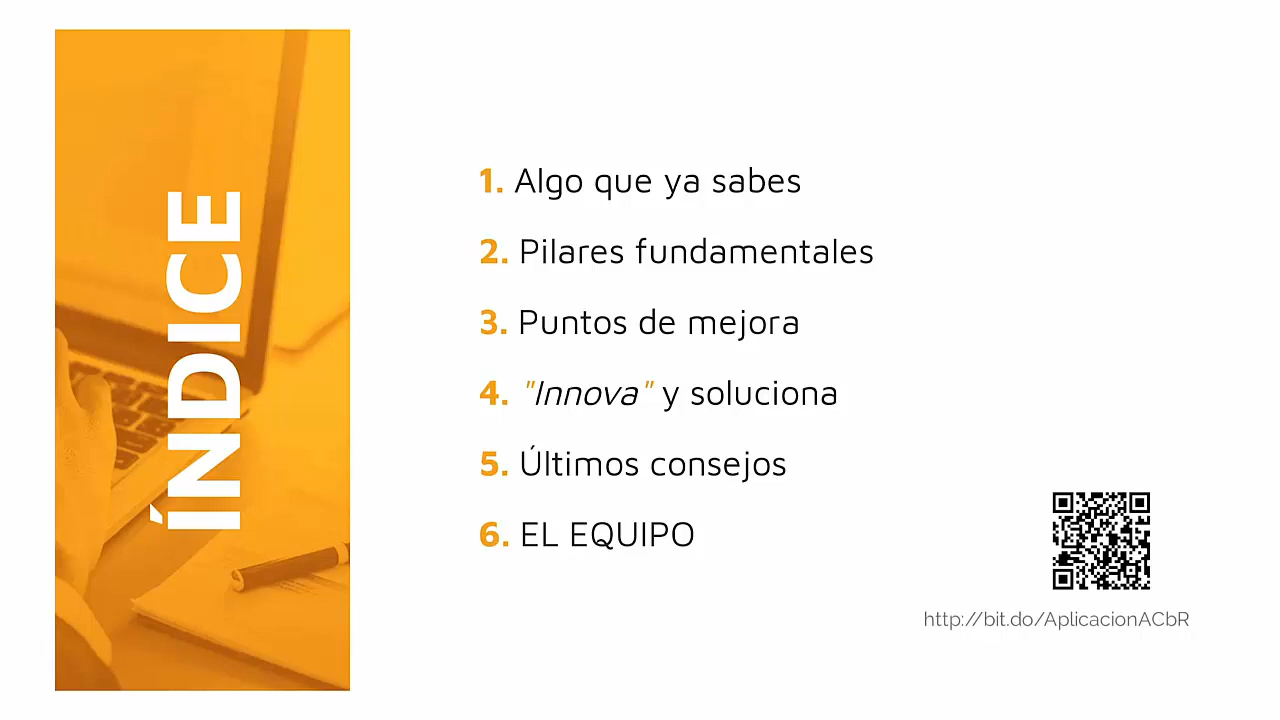 ÍNDICE
1. Algo que ya sabes
2. Pilares fundamentales
3. Puntos de mejora
4. "Innova" y soluciona
5. Últimos consejos
6. EL EQUIPO
http://bit.do/AplicacionACbR